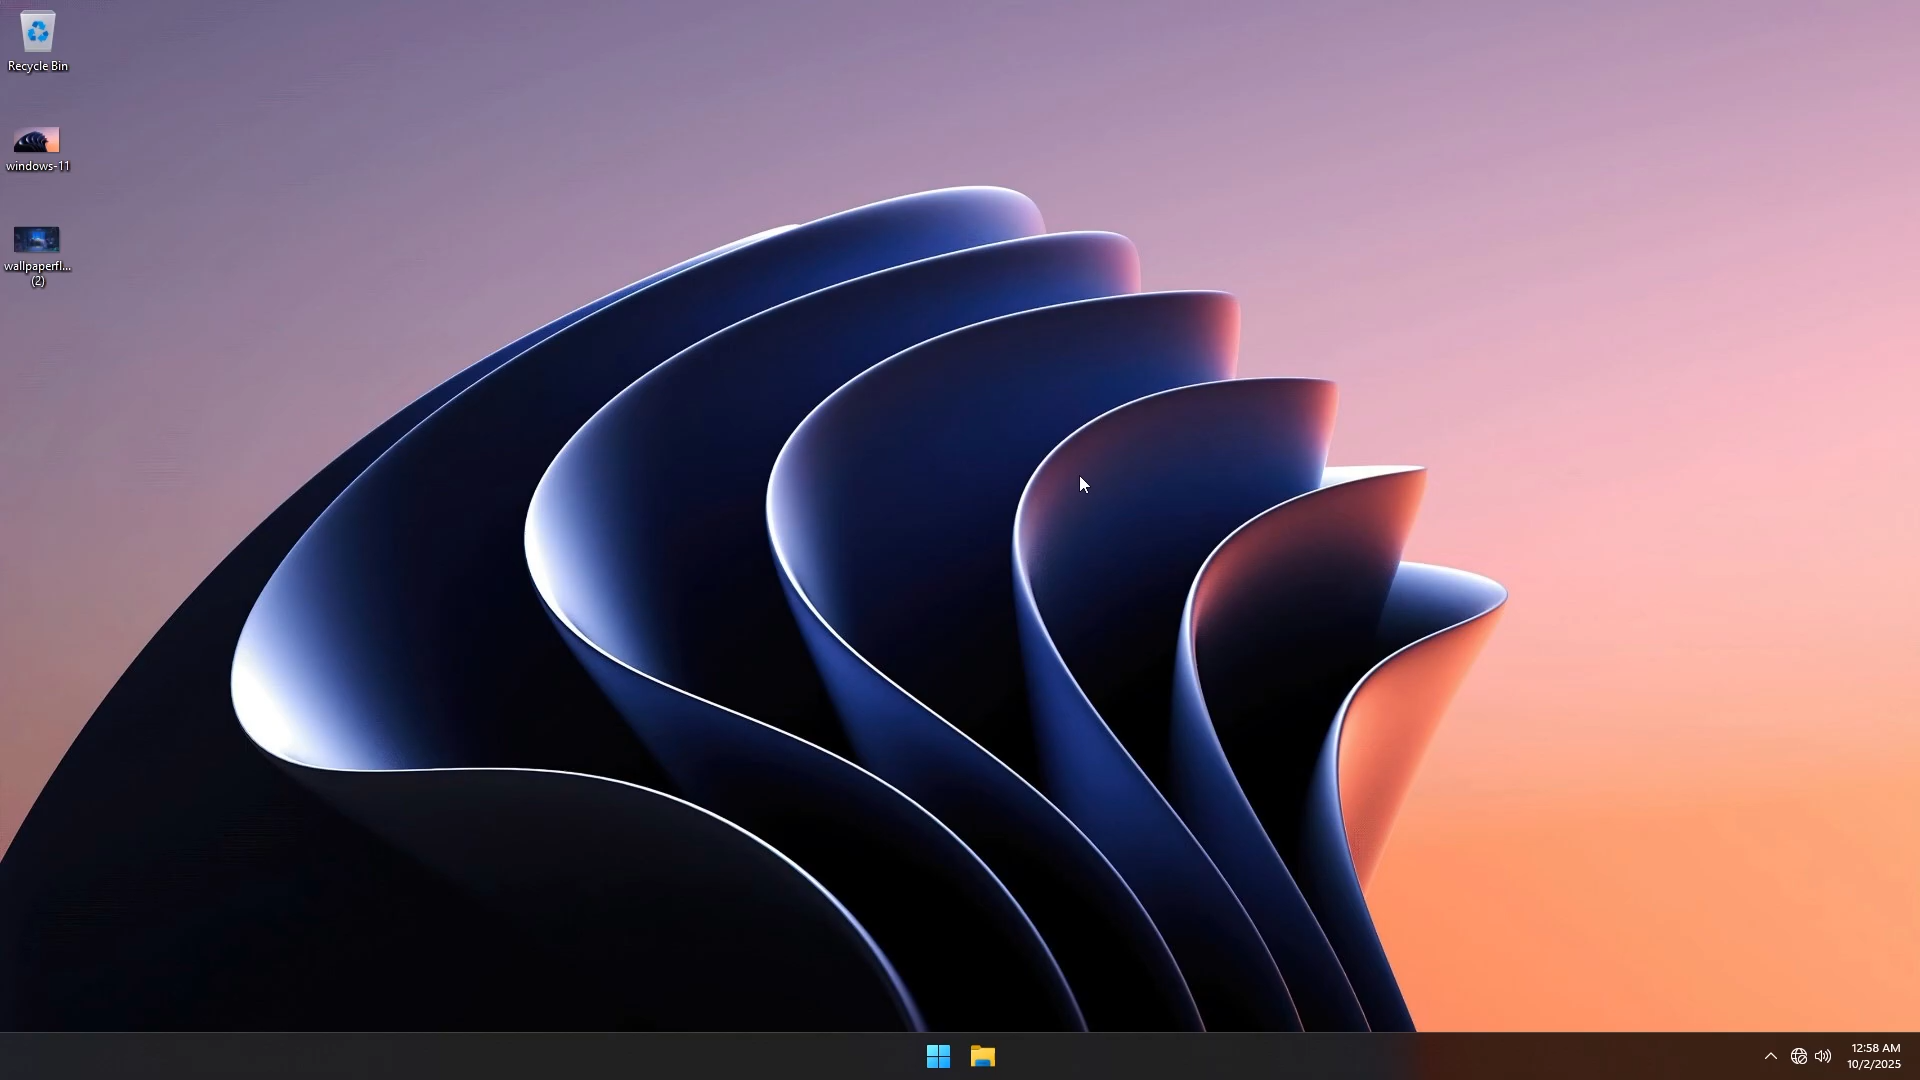 Recycle Bin
windows-11
wallpaperfl...
(2)
12:58 AM
10/2/2025